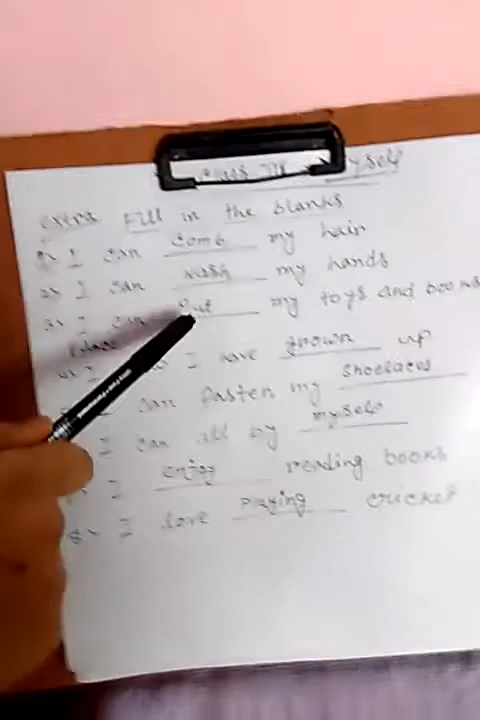 Class III Myself
extra Fill in the blanks
1. I can comb my hair
2. I can wash my hands
3. I can Put my toys and books
Place
4. I I have grown up
can fasten my shoelaces
I can all by myself
I enjoy reading books
8. I love playing cricket